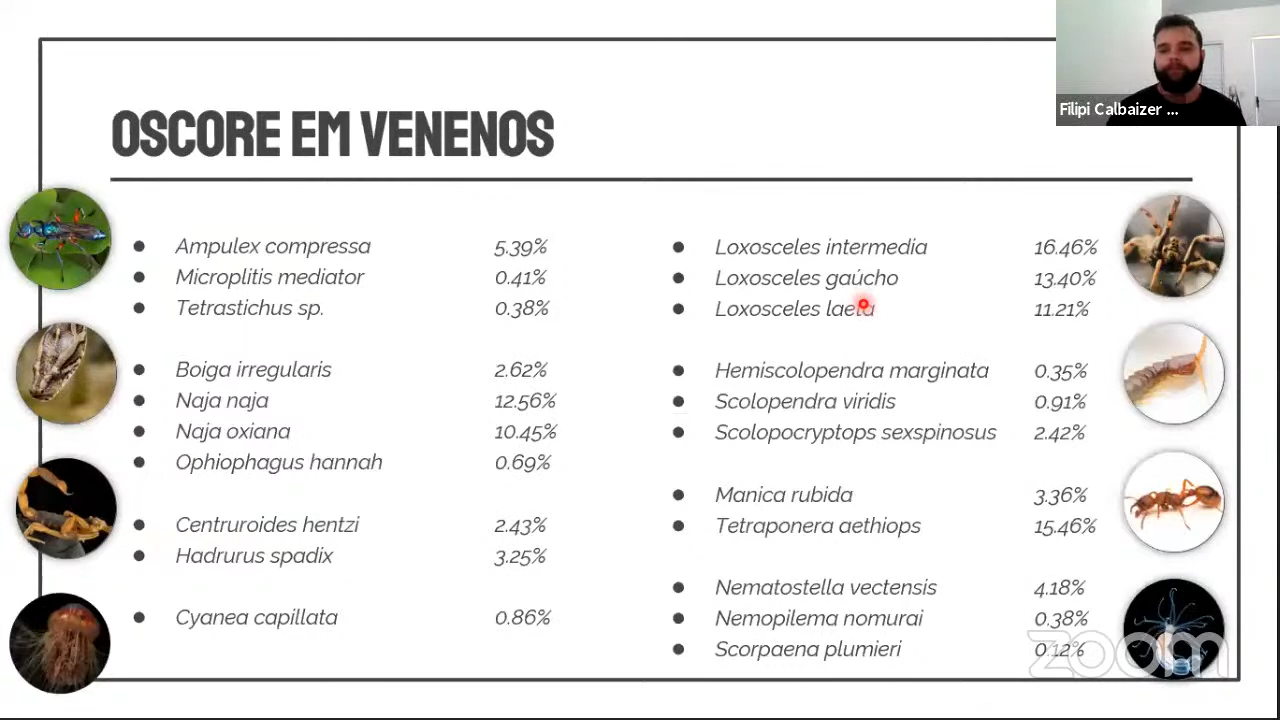 Filipi Calbaizer ...
OSCORE EM VENENOS
Ampulex compressa 5.39%
Microplitis mediator 0.41%
Tetrastichus sp. 0.38%
Boiga irregularis 2.62%
Naja naja 12.56%
Naja oxiana 10.45%
Ophiophagus hannah 0.69%
Centruroides hentzi 2.43%
Hadrurus spadix 3.25%
Cyanea capillata 0.86%
Loxosceles intermedia 16.46%
Loxosceles gaúcho 13.40%
Loxosceles laeta 11.21%
Hemiscolopendra marginata 0.35%
Scolopendra viridis 0.91%
Scolopocryptops sexspinosus 2.42%
Manica rubida 3.36%
Tetraponera aethiops 15.46%
Nematostella vectensis 4.18%
Nemopilema nomurai 0.38%
Scorpaena plumieri 0.12%
zoom